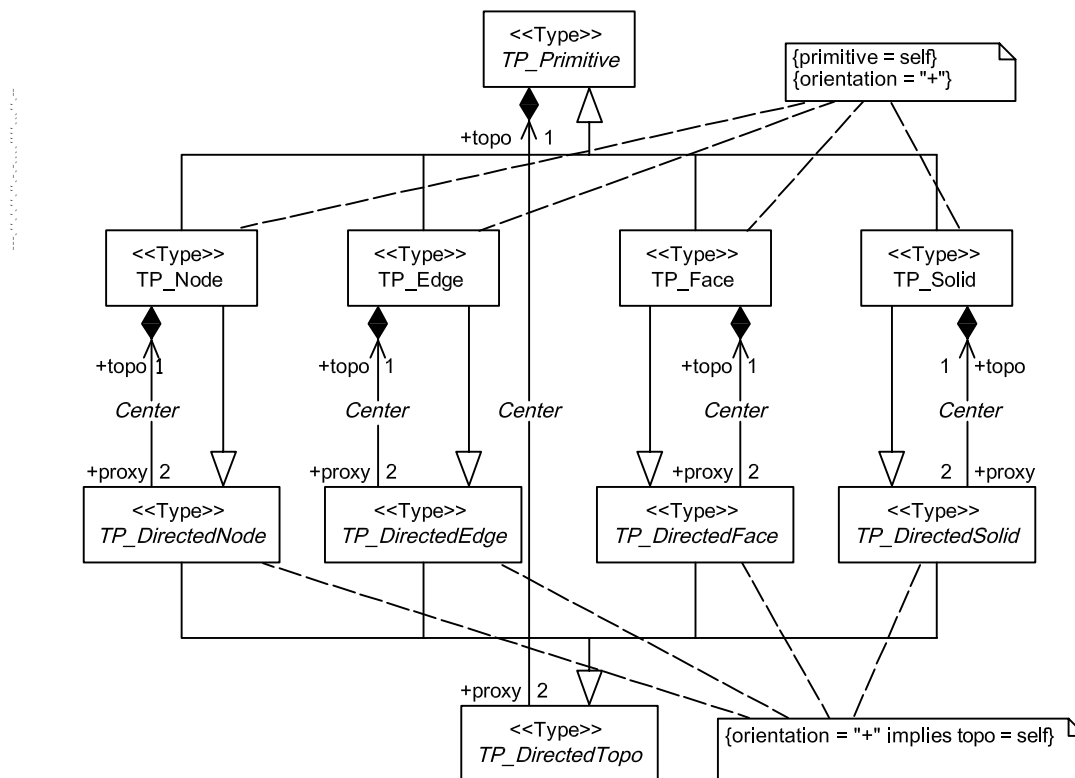 <<Type>>
TP_Primitive
{primitive = self}
{orientation = "+"}
+topo 1
<<Type>>
TP_Node
<<Type>>
TP_Edge
<<Type>>
TP_Face
<<Type>>
TP_Solid
+topo 1
+topo 1
+topo 1
1 +topo
Center
Center
Center
Center
Center
+proxy 2
+proxy 2
+proxy 2
2 +proxy
<<Type>>
TP_DirectedNode
<<Type>>
TP_DirectedEdge
<<Type>>
TP_DirectedFace
<<Type>>
TP_DirectedSolid
+proxy 2
<<Type>>
TP_DirectedTopo
{orientation = "+" implies topo = self}